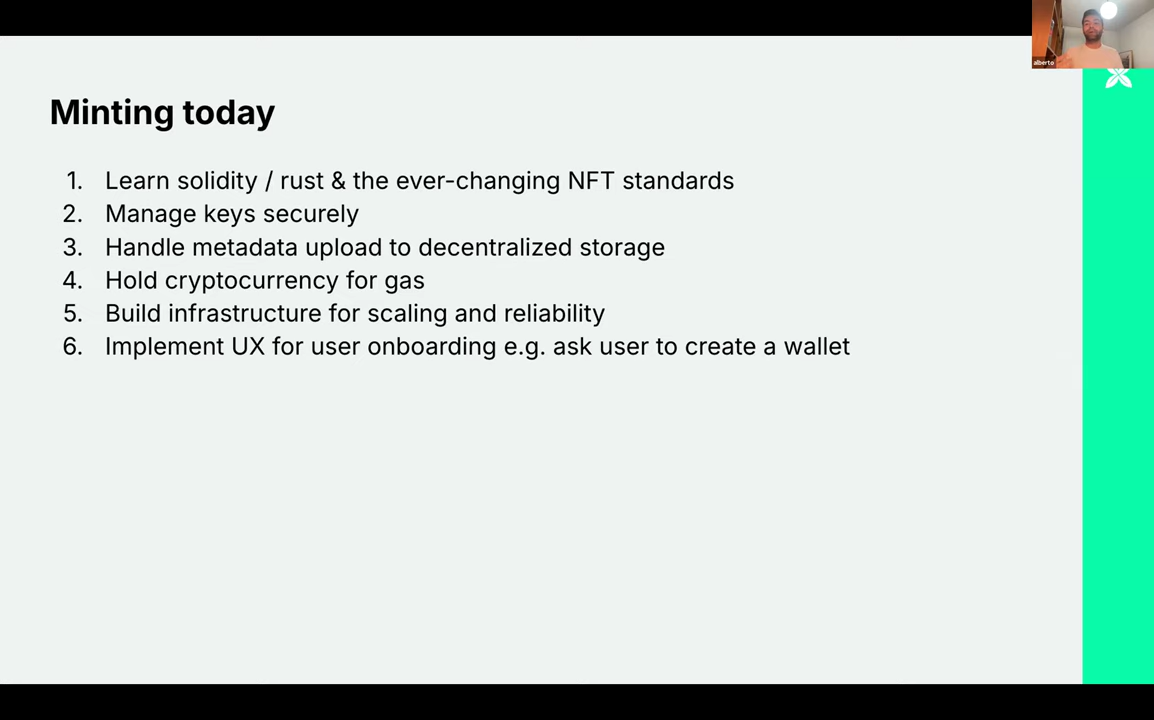 alberto
Minting today
1. Learn solidity / rust & the ever-changing NFT standards
2. Manage keys securely
3. Handle metadata upload to decentralized storage
4. Hold cryptocurrency for gas
5. Build infrastructure for scaling and reliability
6. Implement UX for user onboarding e.g. ask user to create a wallet